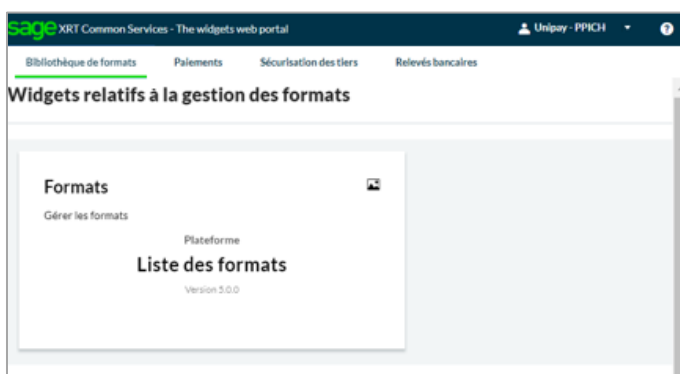 sage XRT Common Services - The widgets web portal Unipay - PPICH ?
Bibliothèque de formats Paiements Sécurisation des tiers Relevés bancaires
Widgets relatifs à la gestion des formats
Formats
Gérer les formats
Plateforme
Liste des formats
Version 5.0.0